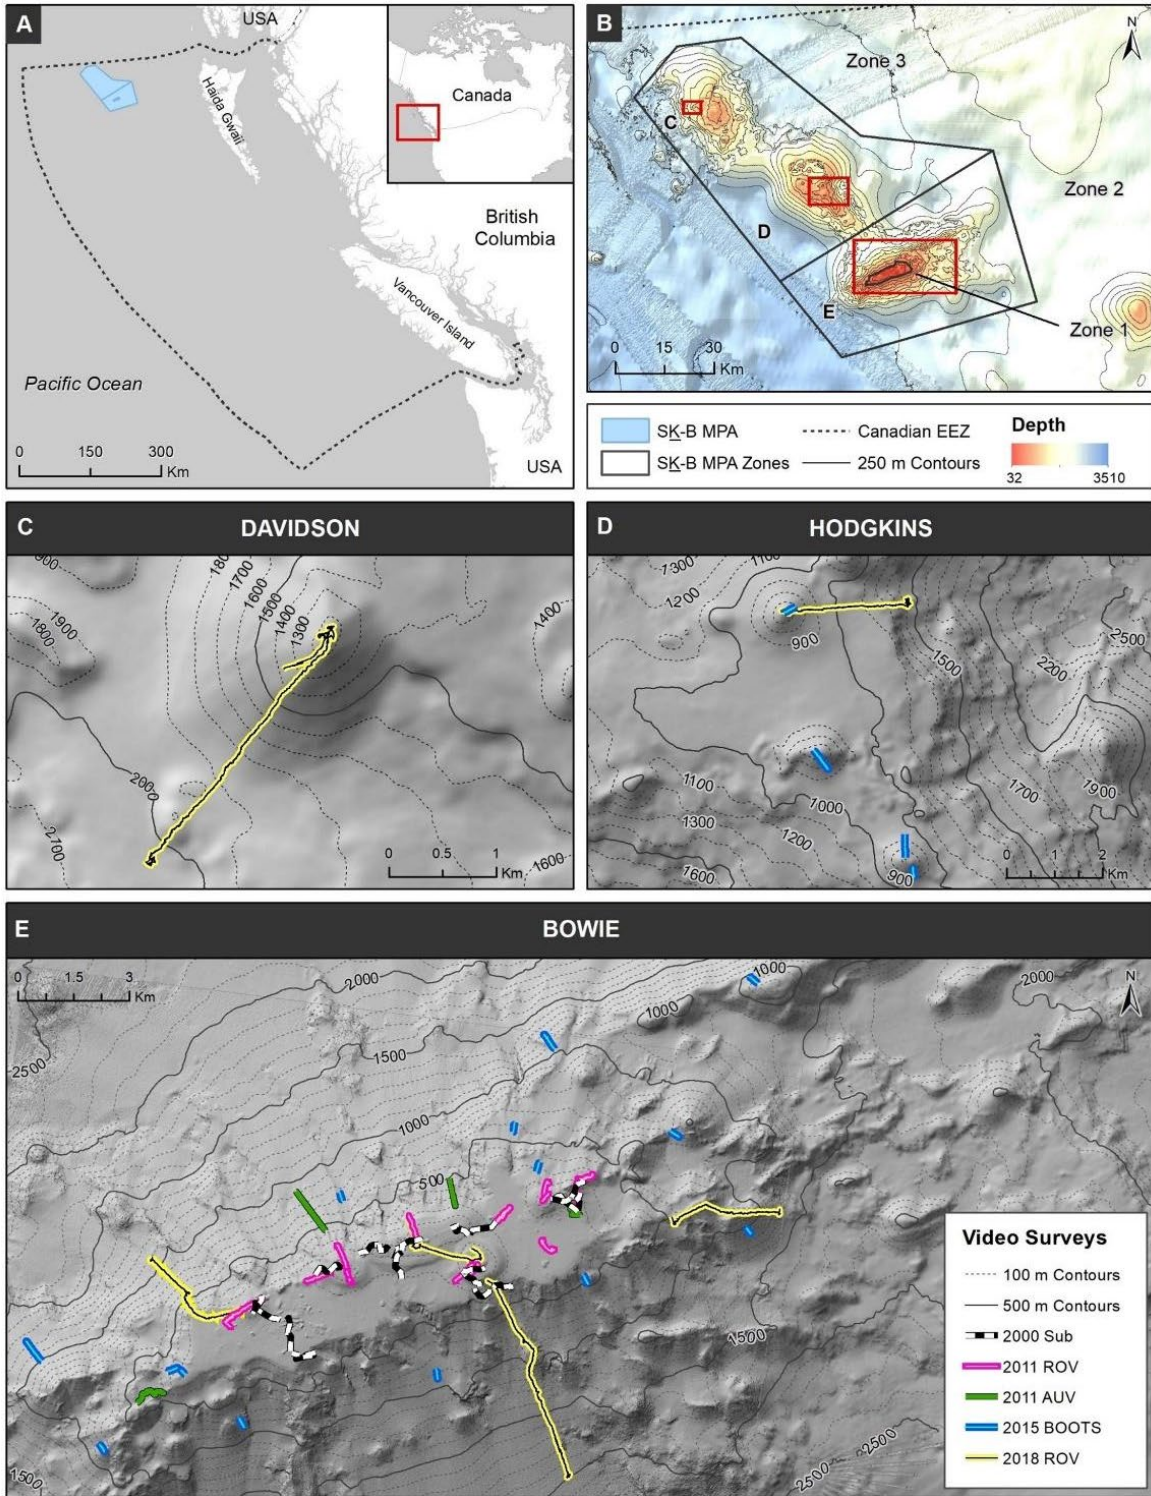 A
USA
Haida Gwaii
Canada
British
Columbia
Vancouver Island
Pacific Ocean
0 150 300
Km
USA
B
N
Zone 3
C
Zone 2
D
E
Zone 1
0 15 30
Km
SK-B MPA
Canadian EEZ
Depth
SK-B MPA Zones
250 m Contours
32 3510
C
DAVIDSON
1900
1800
1700
1600
1500
1400
1300
1400
1900
1800
2000
2100
0 0.5 1
Km
1600
D
HODGKINS
1300
1200
1100
900
2500
1500
2200
1100
1000
1300
1200
1700
1900
1600
900
0 1 2
Km
E
BOWIE
0 1.5 3
Km
N
2000
1000
2000
1000
1500
2500
1000
500
1500
1500
2500
2500
Video Surveys
100 m Contours
500 m Contours
2000 Sub
2011 ROV
2011 AUV
2015 BOOTS
2018 ROV